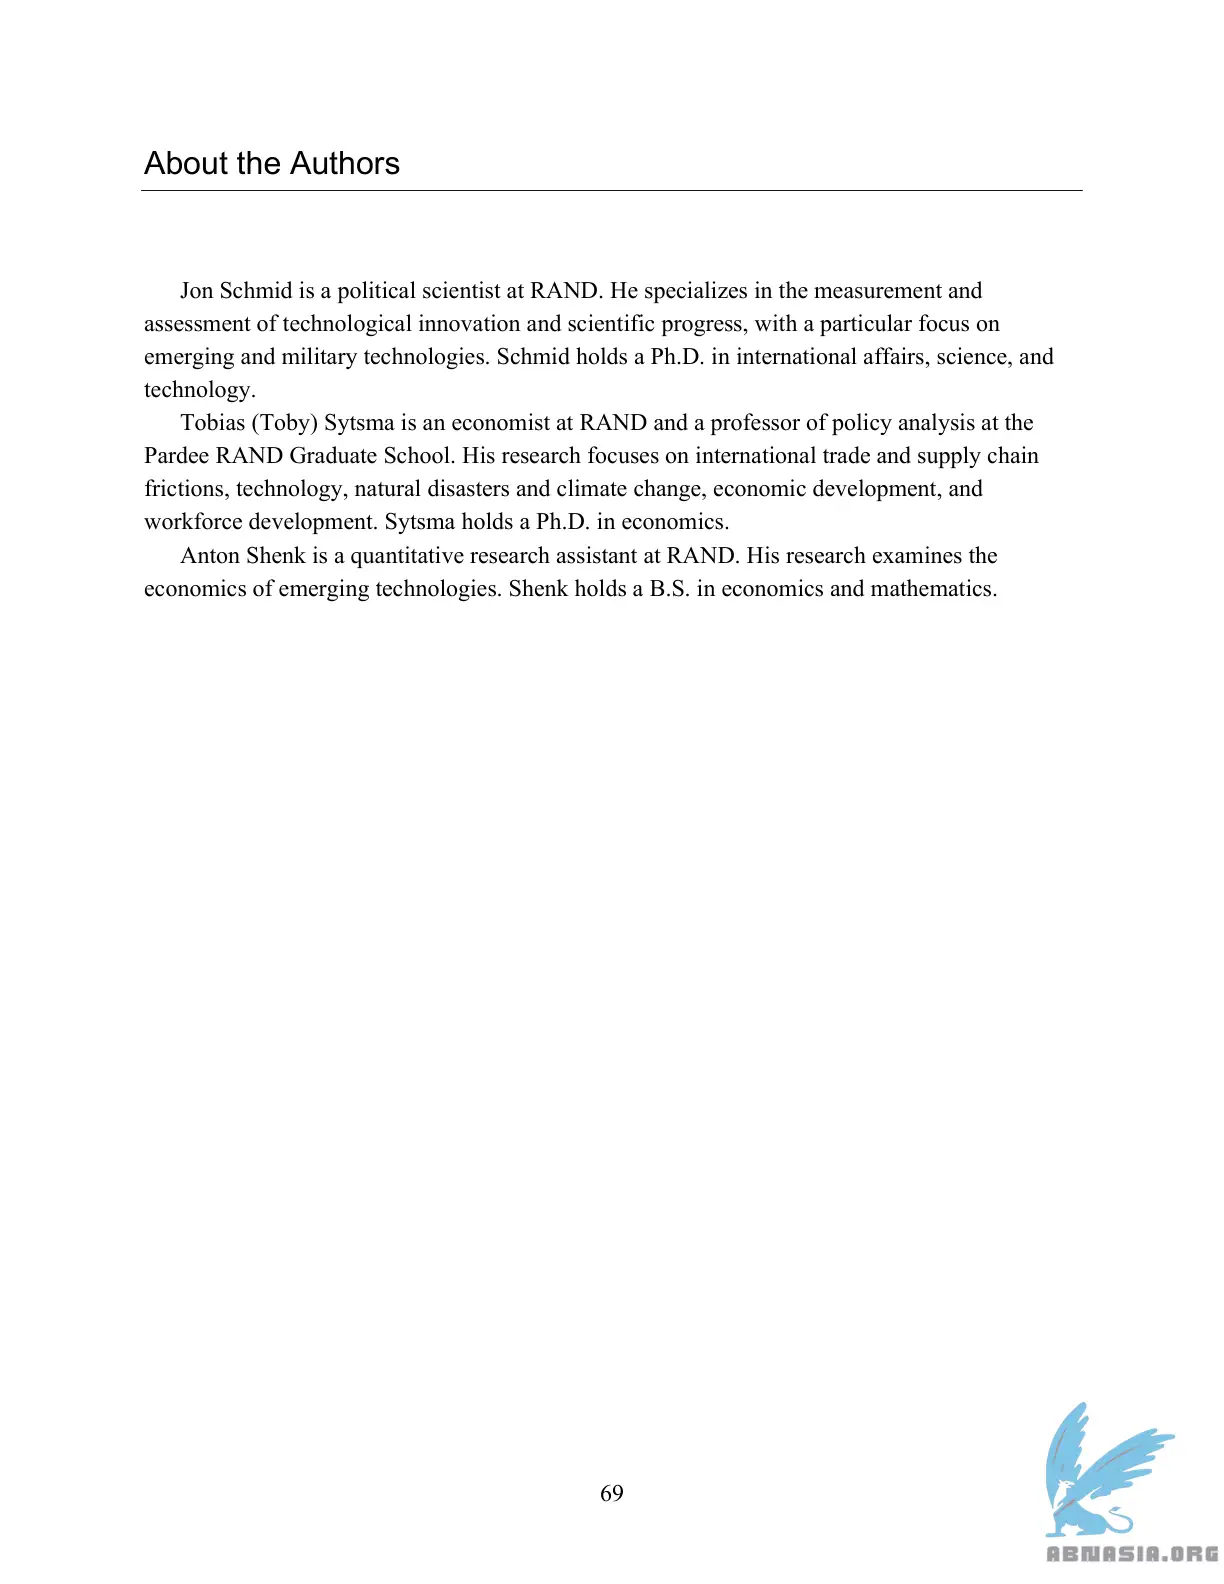 About the Authors
Jon Schmid is a political scientist at RAND. He specializes in the measurement and
assessment of technological innovation and scientific progress, with a particular focus on
emerging and military technologies. Schmid holds a Ph.D. in international affairs, science, and
technology.
Tobias (Toby) Sytsma is an economist at RAND and a professor of policy analysis at the
Pardee RAND Graduate School. His research focuses on international trade and supply chain
frictions, technology, natural disasters and climate change, economic development, and
workforce development. Sytsma holds a Ph.D. in economics.
Anton Shenk is a quantitative research assistant at RAND. His research examines the
economics of emerging technologies. Shenk holds a B.S. in economics and mathematics.
69
ABNASIA.ORG